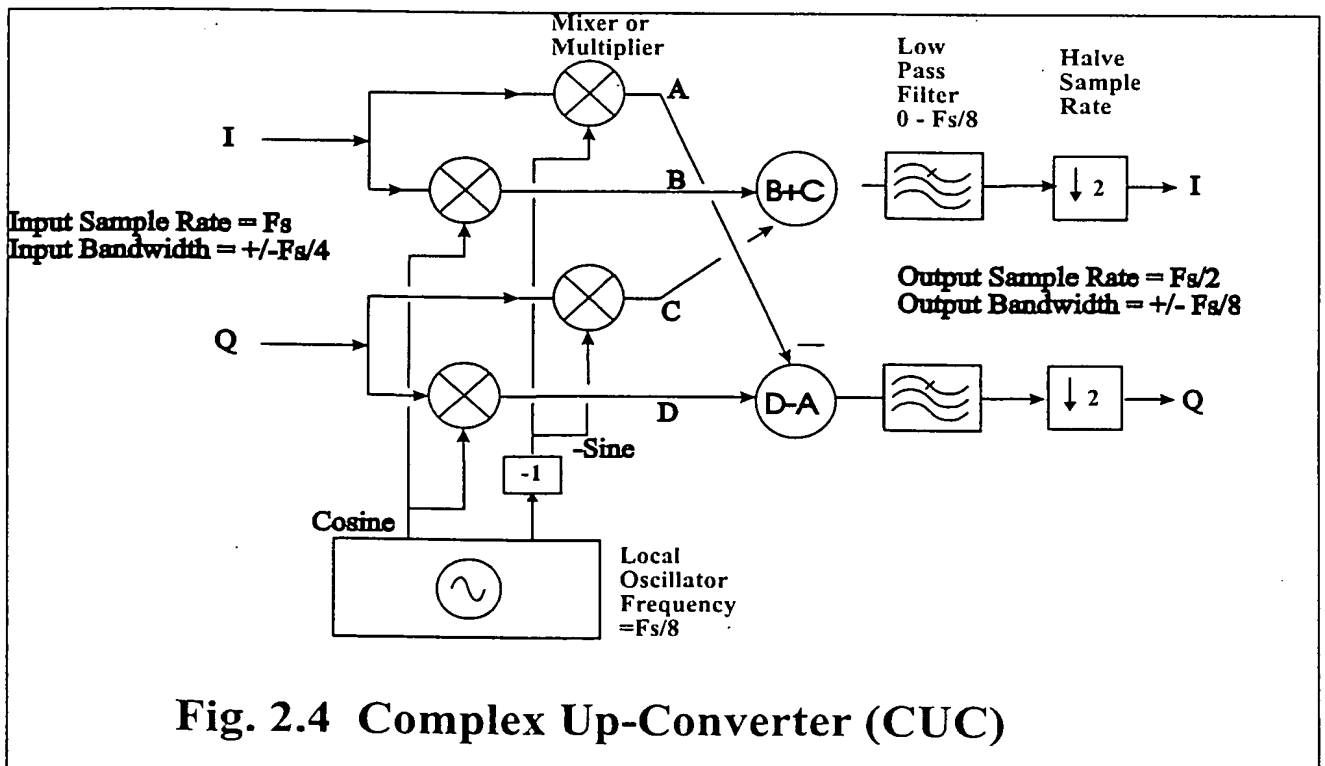 Mixer or
Multiplier
A
Low
Pass
Filter
0 - Fs/8
Halve
Sample
Rate
I
B
B+C
↓ 2
I
Input Sample Rate = Fs
Input Bandwidth = +/-Fs/4
Output Sample Rate = Fs/2
Output Bandwidth = +/- Fs/8
C
Q
D
D-A
↓ 2
Q
-Sine
-1
Cosine
Local
Oscillator
Frequency
=Fs/8
Fig. 2.4 Complex Up-Converter (CUC)